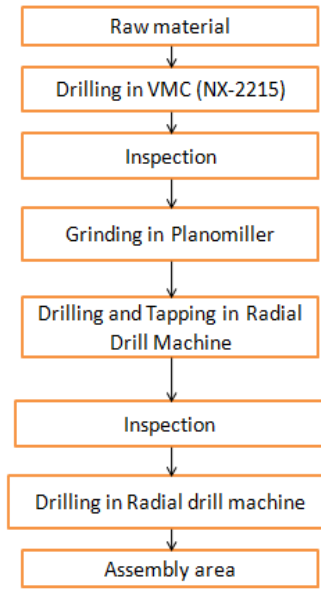 Raw material
Drilling in VMC (NX-2215)
Inspection
Grinding in Planomiller
Drilling and Tapping in Radial
Drill Machine
Inspection
Drilling in Radial drill machine
Assembly area